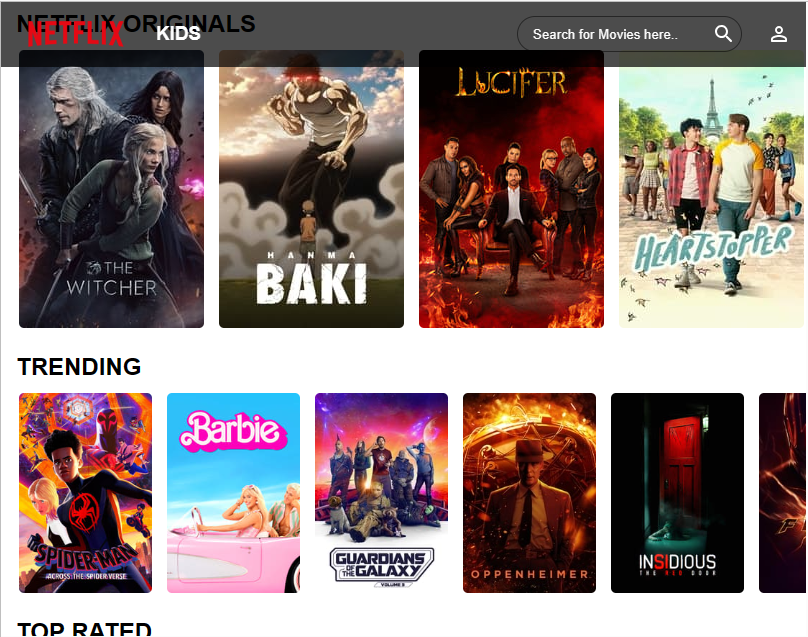 NETFLIX ORIGINALS
NETFLIX
KIDS
Search for Movies here..
THE
WITCHER
HANMA
BAKI
LUCIFER
HEARTSTOPPER
TRENDING
SPIDER-MAN
ACROSS THE SPIDER-VERSE
Barbie
GUARDIANS
OF THE
GALAXY
VOLUME 3
OPPENHEIMER
INSIDIOUS
THE RED DOOR
TOP RATED